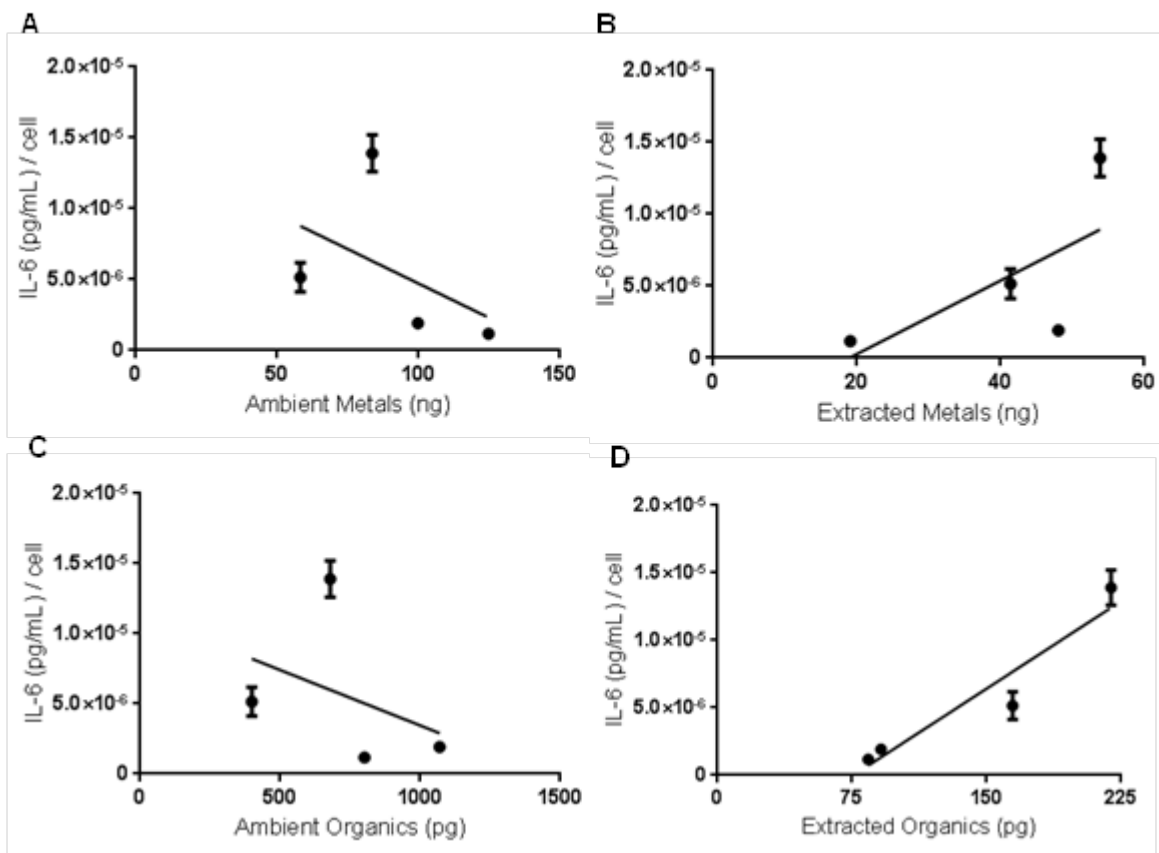 A
IL-6 (pg/mL) / cell
2.0×10⁻⁵
1.5×10⁻⁵
1.0×10⁻⁵
5.0×10⁻⁶
0
0 50 100 150
Ambient Metals (ng)
B
IL-6 (pg/mL) / cell
2.0×10⁻⁵
1.5×10⁻⁵
1.0×10⁻⁵
5.0×10⁻⁶
0
0 20 40 60
Extracted Metals (ng)
C
IL-6 (pg/mL) / cell
2.0×10⁻⁵
1.5×10⁻⁵
1.0×10⁻⁵
5.0×10⁻⁶
0
0 500 1000 1500
Ambient Organics (pg)
D
IL-6 (pg/mL) / cell
2.0×10⁻⁵
1.5×10⁻⁵
1.0×10⁻⁵
5.0×10⁻⁶
0
0 75 150 225
Extracted Organics (pg)